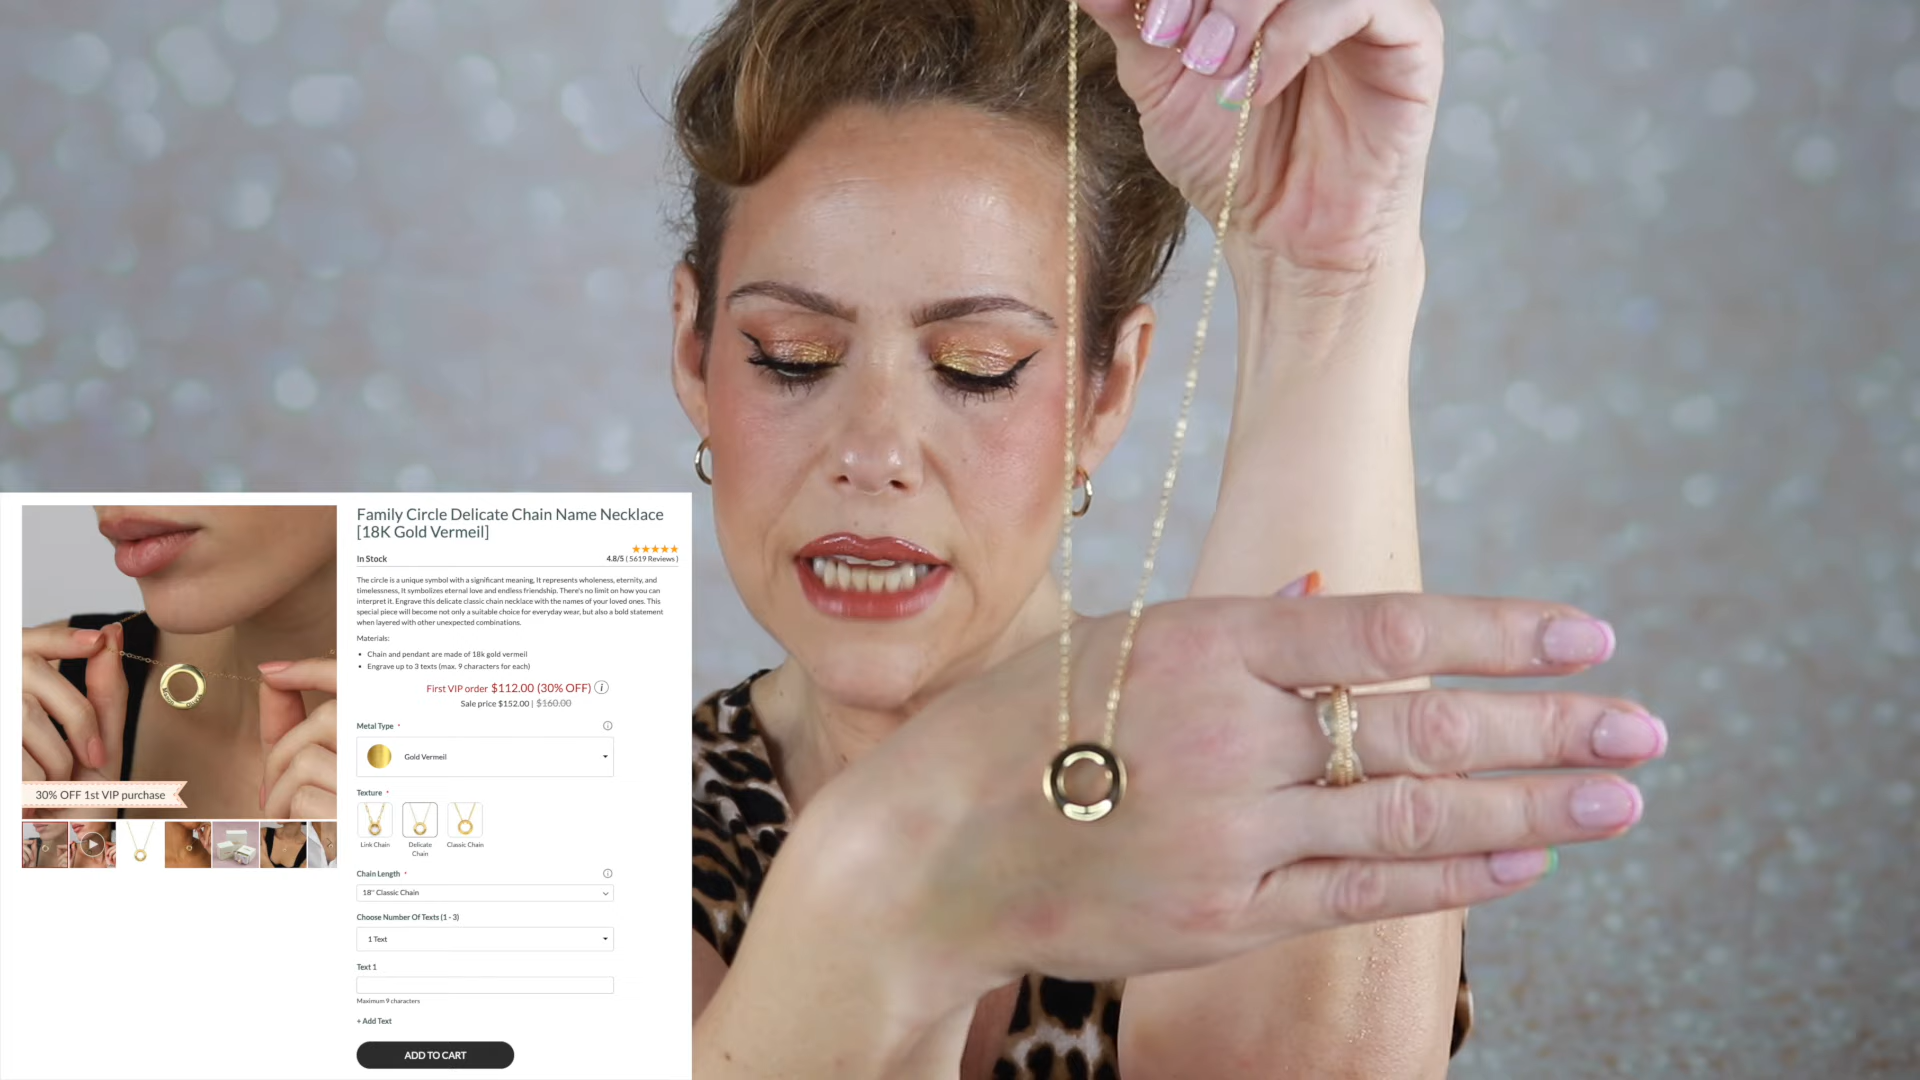 Family Circle Delicate Chain Name Necklace
[18K Gold Vermeil]
In Stock
4.8/5 ( 5619 Reviews )
The circle is a unique symbol with a significant meaning, It represents wholeness, eternity, and
timelessness, It symbolizes eternal love and endless friendship. There's no limit on how you can
interpret it. Engrave this delicate classic chain necklace with the names of your loved ones. This
special piece will become not only a suitable choice for everyday wear, but also a bold statement
when layered with other unexpected combinations.
Materials:
• Chain and pendant are made of 18k gold vermeil
• Engrave up to 3 texts (max. 9 characters for each)
First VIP order $112.00 (30% OFF) i
Sale price $152.00 | $160.00
Metal Type *
Gold Vermeil
30% OFF 1st VIP purchase
Texture *
Link Chain
Delicate Chain
Classic Chain
Chain Length *
18" Classic Chain
Choose Number Of Texts (1 - 3)
1 Text
Text 1
Maximum 9 characters
+ Add Text
ADD TO CART